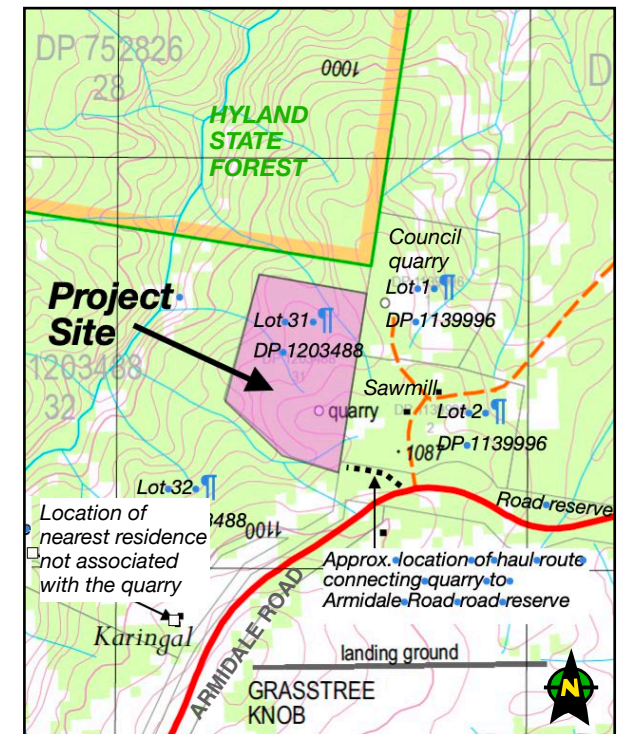 DP 752826
28
1000
D
HYLAND
STATE
FOREST
Council
quarry
Lot•1•¶
DP•1139996
Project
Site
Lot•31•¶
DP•1203488
31
1203488
32
quarry
Sawmill
Lot•2•¶
2
DP•1139996
1087
Lot•32•¶
3488
1100
Road•reserve
Location of
nearest residence
not associated
with the quarry
Approx.•location•of•haul•route
connecting•quarry•to•
Armidale•Road•road•reserve
Karingal
ARMIDALE ROAD
landing ground
GRASSTREE
KNOB
N